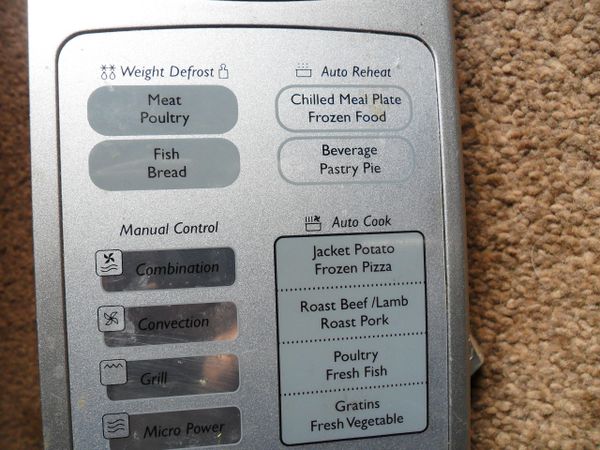 Weight Defrost
Meat
Poultry
Fish
Bread
Auto Reheat
Chilled Meal Plate
Frozen Food
Beverage
Pastry Pie
Manual Control
Combination
Convection
Grill
Micro Power
Auto Cook
Jacket Potato
Frozen Pizza
Roast Beef /Lamb
Roast Pork
Poultry
Fresh Fish
Gratins
Fresh Vegetable